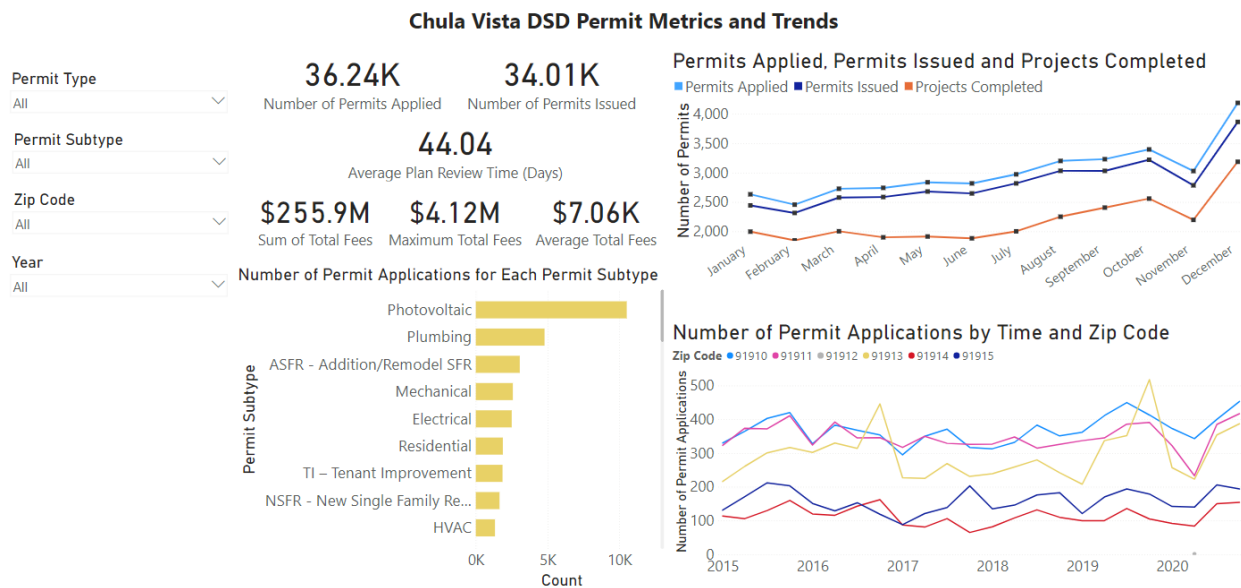 Chula Vista DSD Permit Metrics and Trends
Permit Type
All
Permit Subtype
All
Zip Code
All
Year
All
36.24K
Number of Permits Applied
34.01K
Number of Permits Issued
44.04
Average Plan Review Time (Days)
$255.9M
Sum of Total Fees
$4.12M
Maximum Total Fees
$7.06K
Average Total Fees
Number of Permit Applications for Each Permit Subtype
Permit Subtype
Photovoltaic
Plumbing
ASFR - Addition/Remodel SFR
Mechanical
Electrical
Residential
TI – Tenant Improvement
NSFR - New Single Family Re...
HVAC
0K 5K 10K
Count
Permits Applied, Permits Issued and Projects Completed
Permits Applied Permits Issued Projects Completed
Number of Permits
4,000
3,500
3,000
2,500
2,000
January February March April May June July August September October November December
Number of Permit Applications by Time and Zip Code
Zip Code 91910 91911 91912 91913 91914 91915
Number of Permit Applications
500
400
300
200
100
0
2015 2016 2017 2018 2019 2020